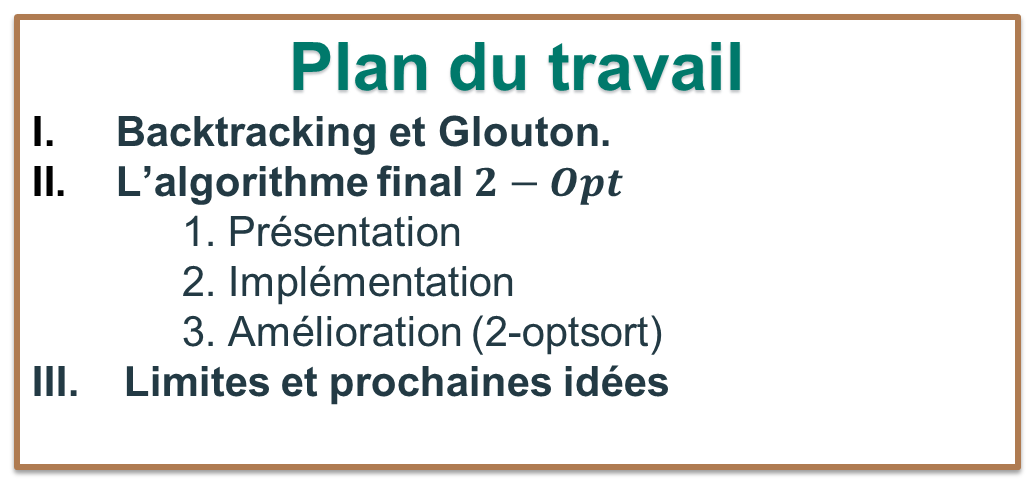 Plan du travail
I. Backtracking et Glouton.
II. L’algorithme final 2 − Opt
1. Présentation
2. Implémentation
3. Amélioration (2-optsort)
III. Limites et prochaines idées